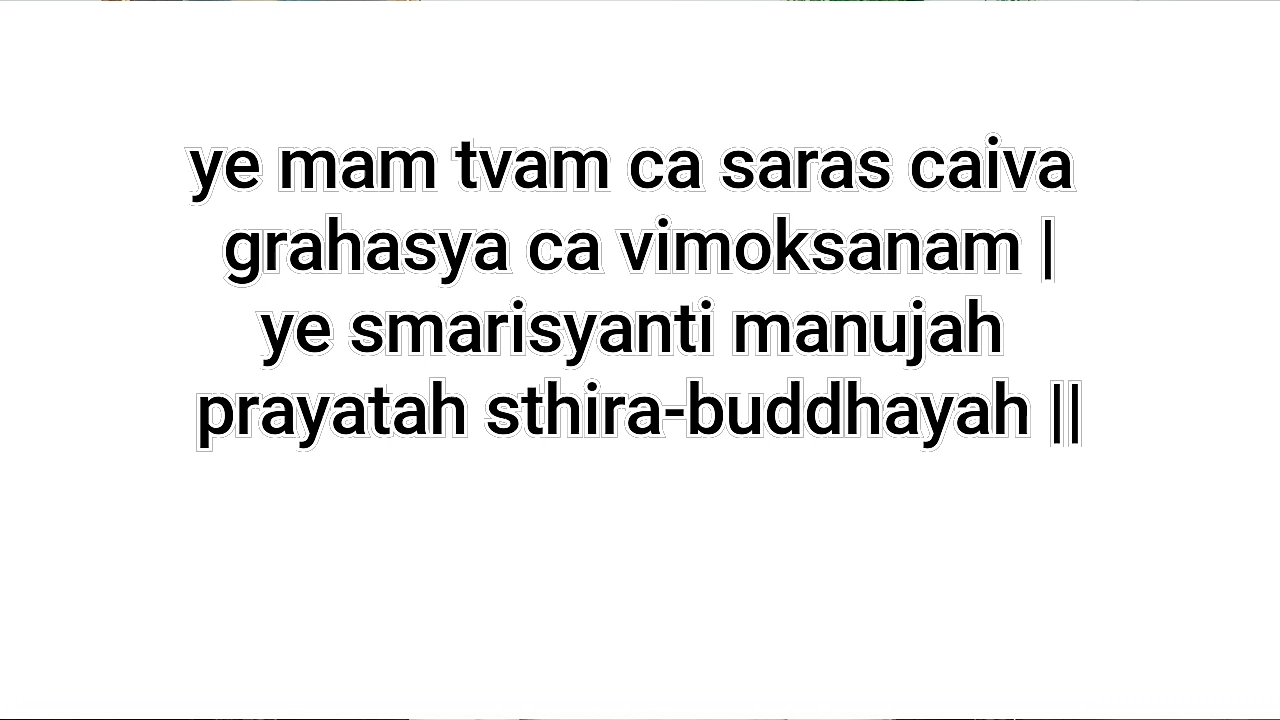 ye mam tvam ca saras caiva
grahasya ca vimoksanam |
ye smarisyanti manujah
prayatah sthira-buddhayah ||